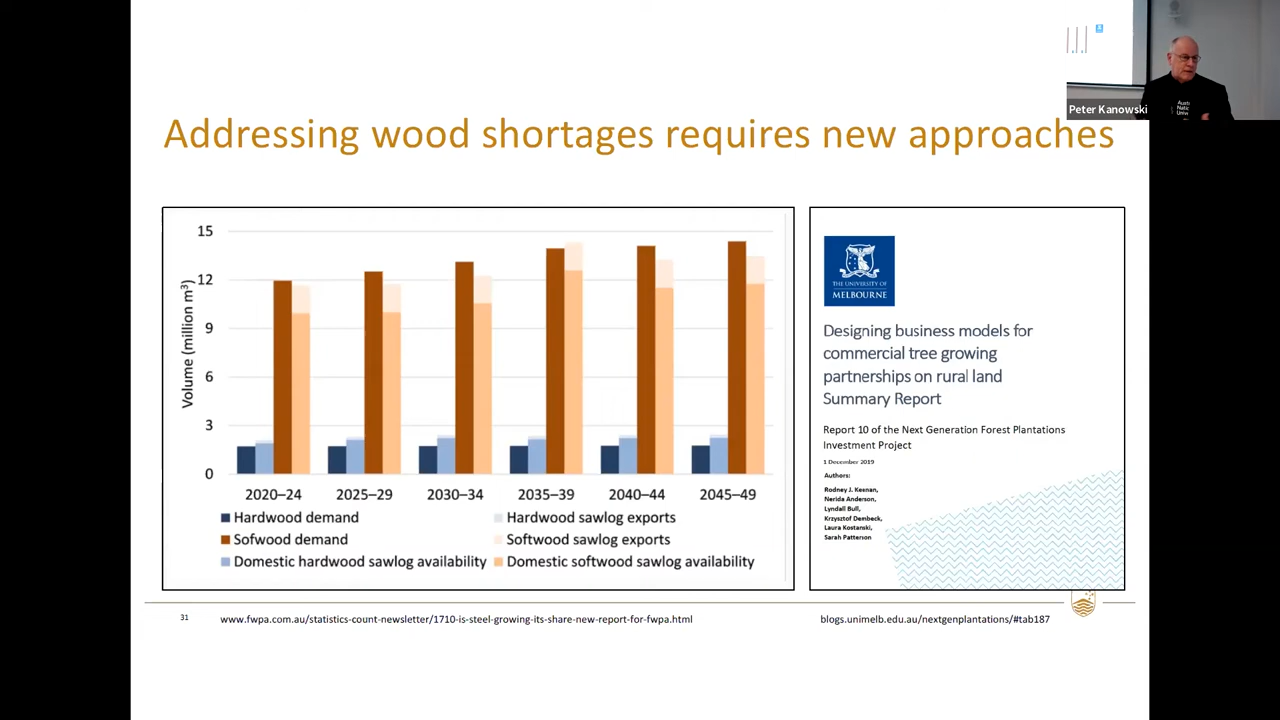 Peter Kanowski
Addressing wood shortages requires new approaches
Volume (million m³)
15
12
9
6
3
0
2020–24
2025–29
2030–34
2035–39
2040–44
2045–49
Hardwood demand
Hardwood sawlog exports
Sofwood demand
Softwood sawlog exports
Domestic hardwood sawlog availability
Domestic softwood sawlog availability
THE UNIVERSITY OF
MELBOURNE
Designing business models for
commercial tree growing
partnerships on rural land
Summary Report
Report 10 of the Next Generation Forest Plantations
Investment Project
1 December 2019
Authors:
Rodney J. Keenan,
Nerida Anderson,
Lyndall Bull,
Krzysztof Dembek,
Laura Kostanski,
Sarah Patterson
31
www.fwpa.com.au/statistics-count-newsletter/1710-is-steel-growing-its-share-new-report-for-fwpa.html
blogs.unimelb.edu.au/nextgenplantations/#tab187